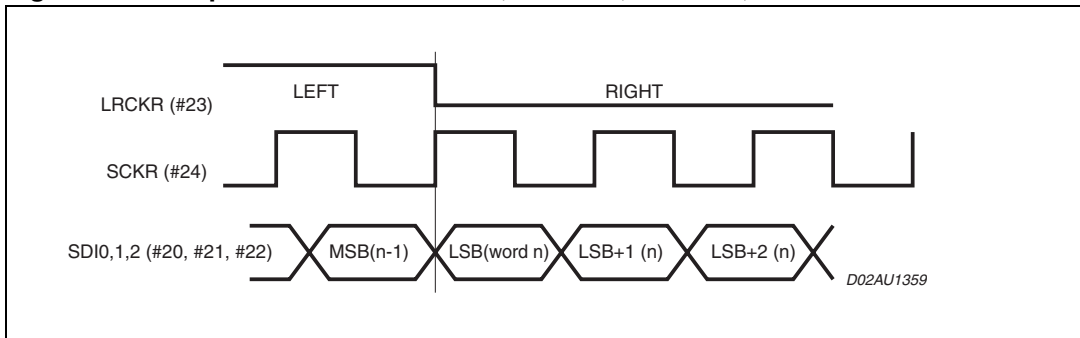 LEFT
RIGHT
LRCKR (#23)
SCKR (#24)
SDI0,1,2 (#20, #21, #22)
MSB(n-1)
LSB(word n)
LSB+1 (n)
LSB+2 (n)
D02AU1359